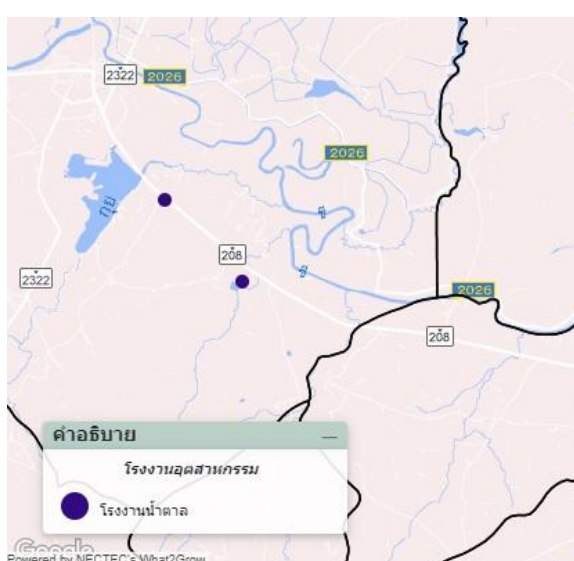 2322 2026
2026
กุย
ชี
208
ชี
2322
2026
208
คำอธิบาย —
โรงงานอุตสาหกรรม
โรงงานน้ำตาล
Google
Powered by NECTEC's What2Grow